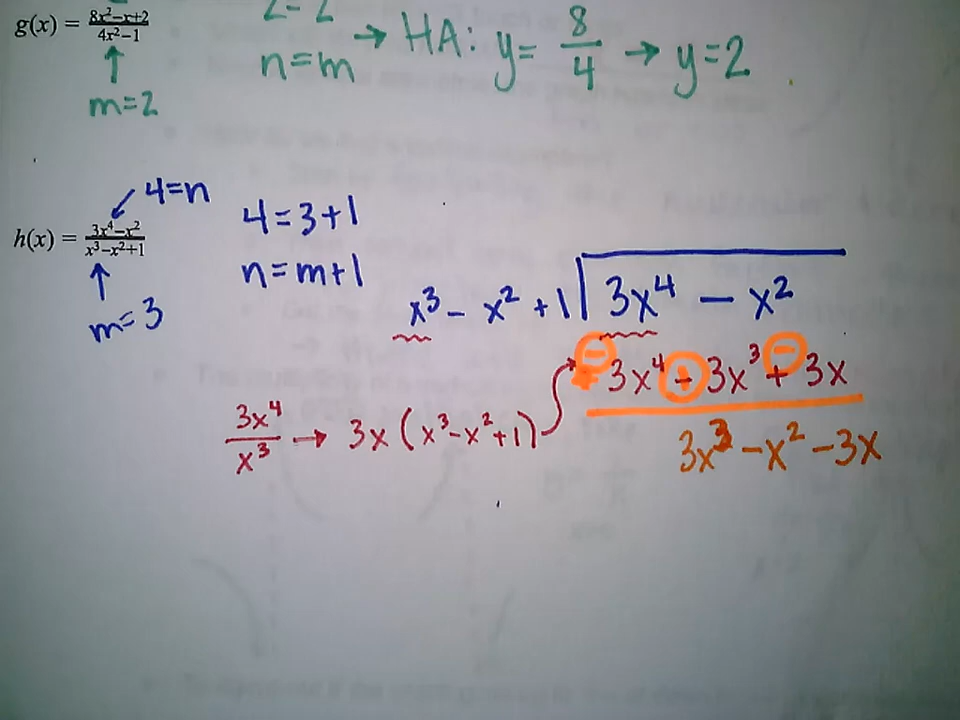 g(x) = 8x²−x+2 / 4x²−1
2=2
n=m → HA: y= 8/4 → y=2
m=2
4=n
h(x) = 3x⁴−x² / x³−x²+1
m=3
4=3+1
n=m+1
x³ − x² + 1 | 3x⁴ − x²
− 3x⁴ + 3x³ − + 3x
3x⁴ / x³ → 3x (x³−x²+1)
3x³ −x² −3x